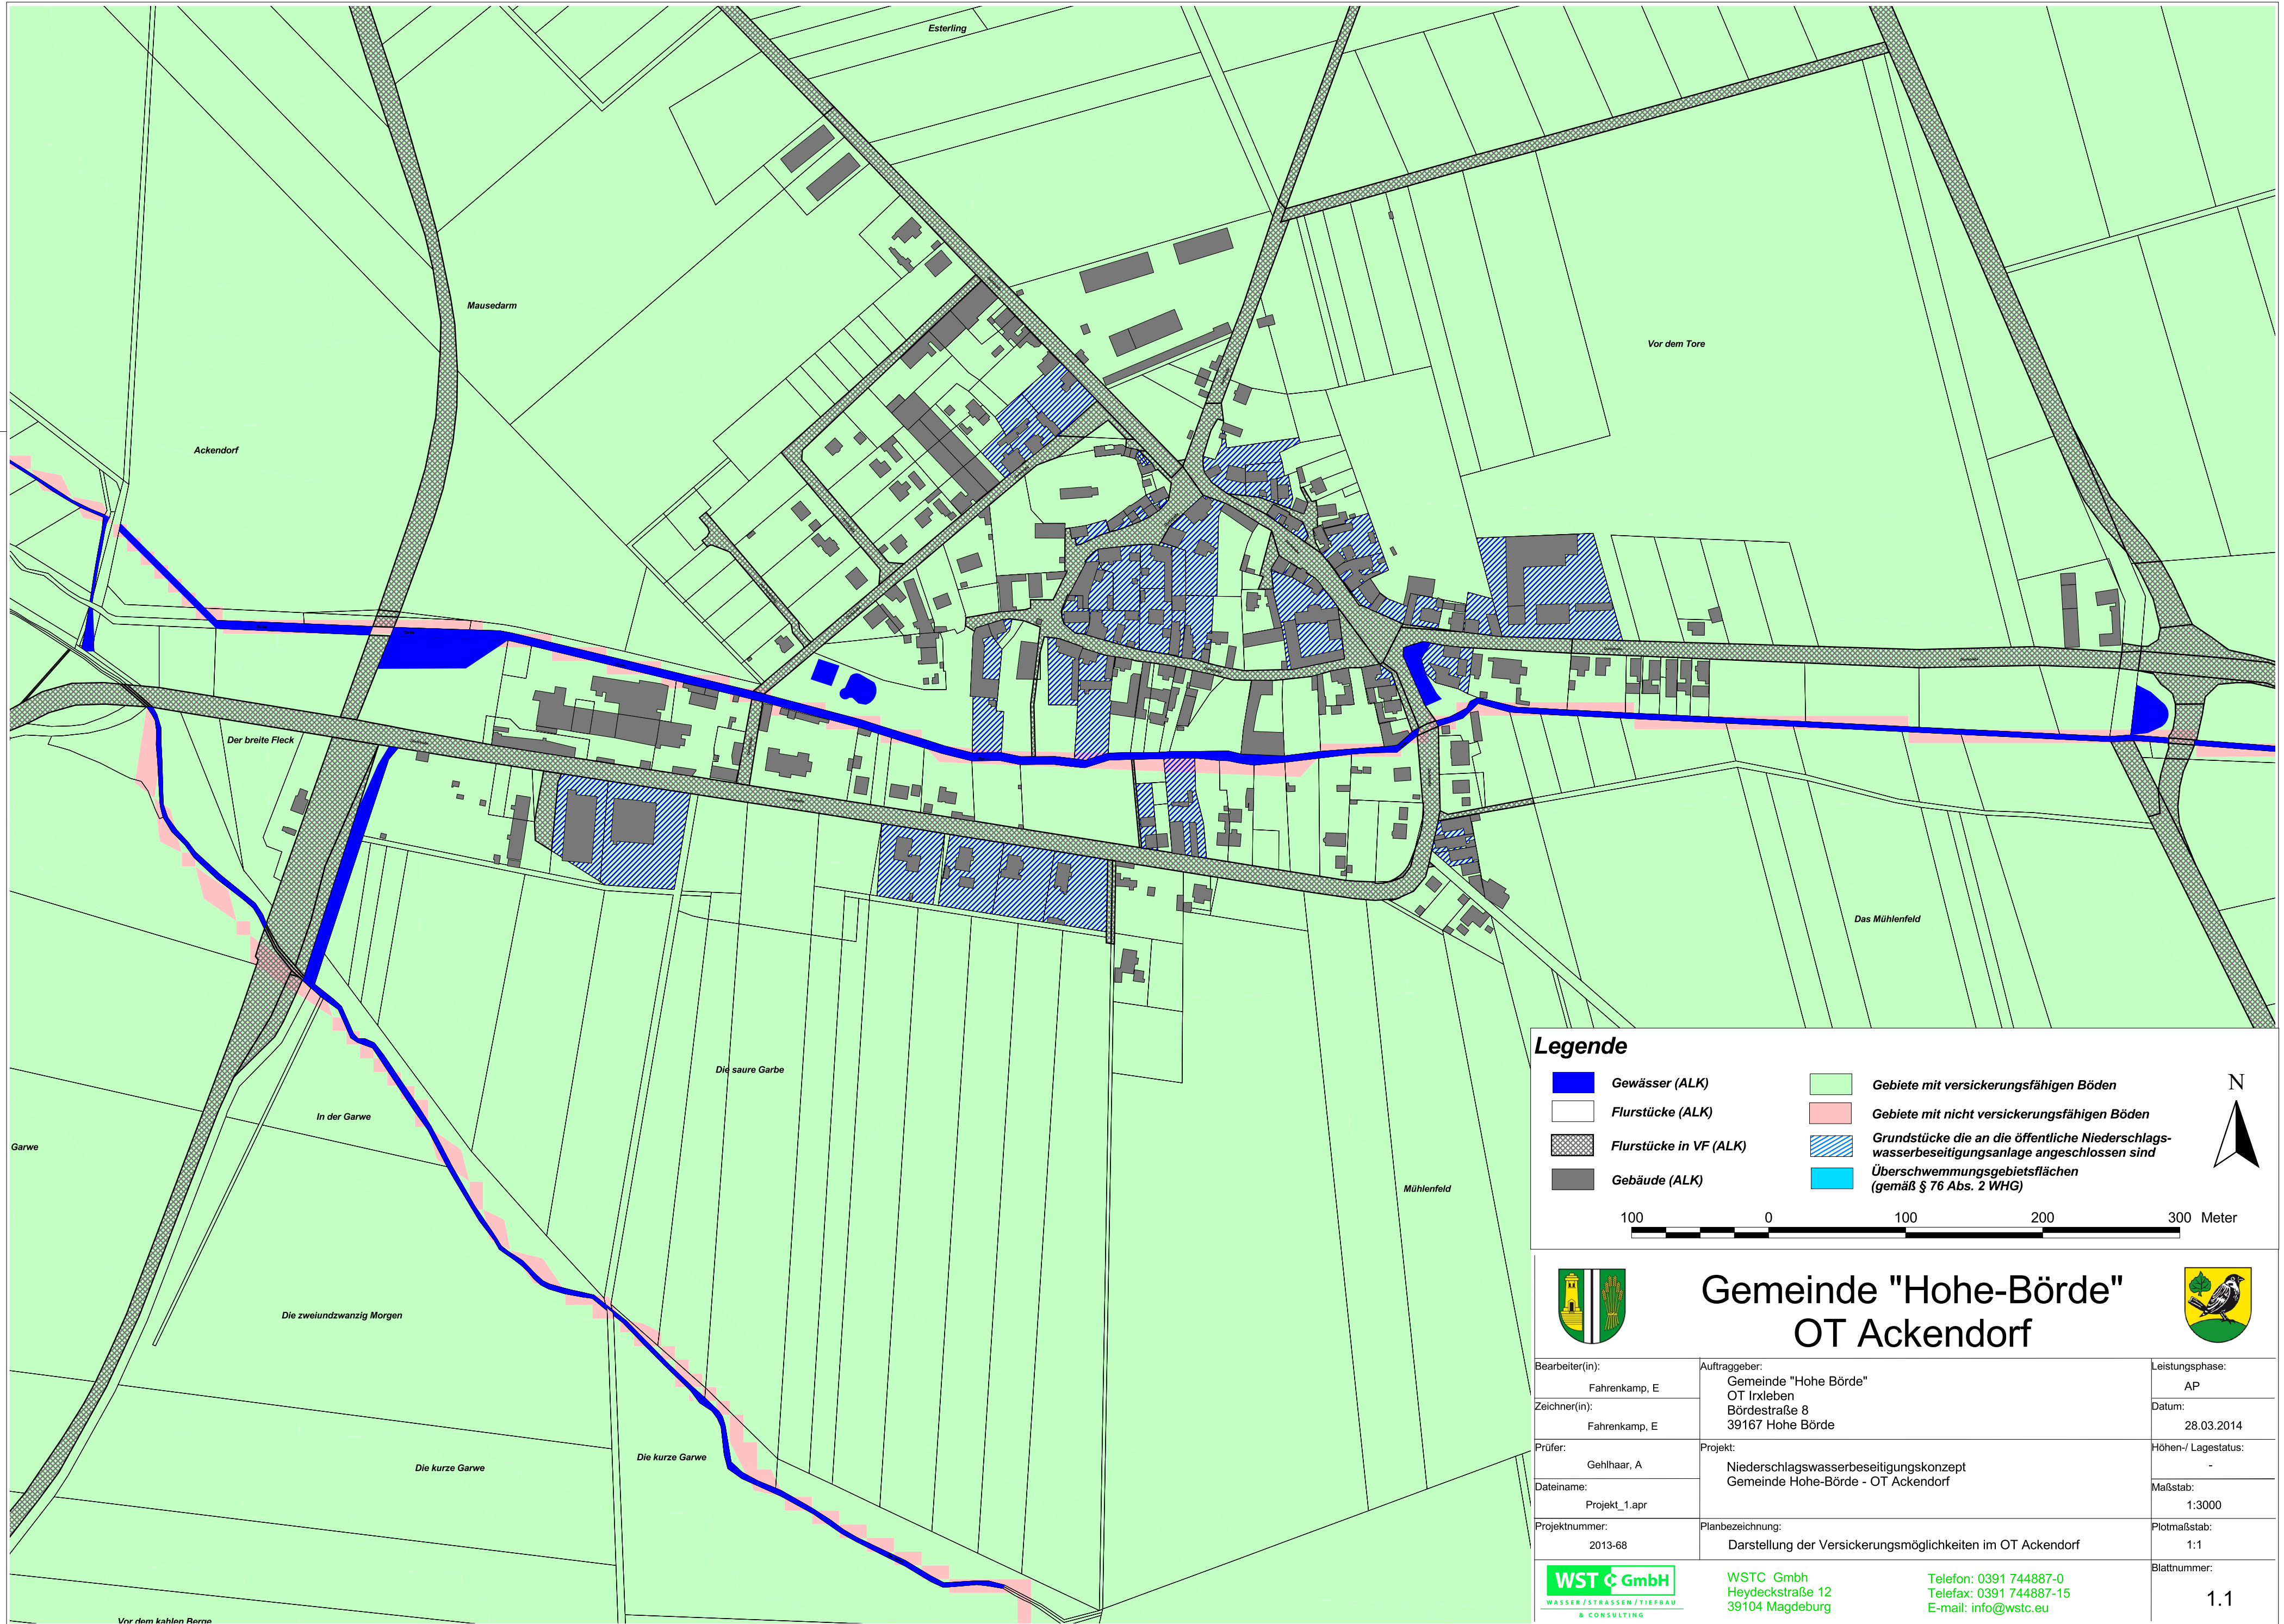 Esterling
Mausedarm
Vor dem Tore
Ackendorf
Der breite Fleck
Das Mühlenfeld
Die saure Garbe
In der Garwe
Garwe
Mühlenfeld
Die zweiundzwanzig Morgen
Die kurze Garwe
Die kurze Garwe
Vor dem kahlen Berge
Legende
Gewässer (ALK)
Flurstücke (ALK)
Flurstücke in VF (ALK)
Gebäude (ALK)
Gebiete mit versickerungsfähigen Böden
Gebiete mit nicht versickerungsfähigen Böden
Grundstücke die an die öffentliche Niederschlags-
wasserbeseitigungsanlage angeschlossen sind
Überschwemmungsgebietsflächen
(gemäß § 76 Abs. 2 WHG)
N
100 0 100 200 300 Meter
Gemeinde "Hohe-Börde"
OT Ackendorf
Bearbeiter(in):
Fahrenkamp, E
Zeichner(in):
Fahrenkamp, E
Prüfer:
Gehlhaar, A
Dateiname:
Projekt_1.apr
Projektnummer:
2013-68
Auftraggeber:
Gemeinde "Hohe Börde"
OT Irxleben
Bördestraße 8
39167 Hohe Börde
Projekt:
Niederschlagswasserbeseitigungskonzept
Gemeinde Hohe-Börde - OT Ackendorf
Planbezeichnung:
Darstellung der Versickerungsmöglichkeiten im OT Ackendorf
Leistungsphase:
AP
Datum:
28.03.2014
Höhen-/ Lagestatus:
-
Maßstab:
1:3000
Plotmaßstab:
1:1
Blattnummer:
1.1
WST C GmbH
WASSER / STRASSEN / TIEFBAU
& CONSULTING
WSTC GmbH
Heydeckstraße 12
39104 Magdeburg
Telefon: 0391 744887-0
Telefax: 0391 744887-15
E-mail: info@wstc.eu